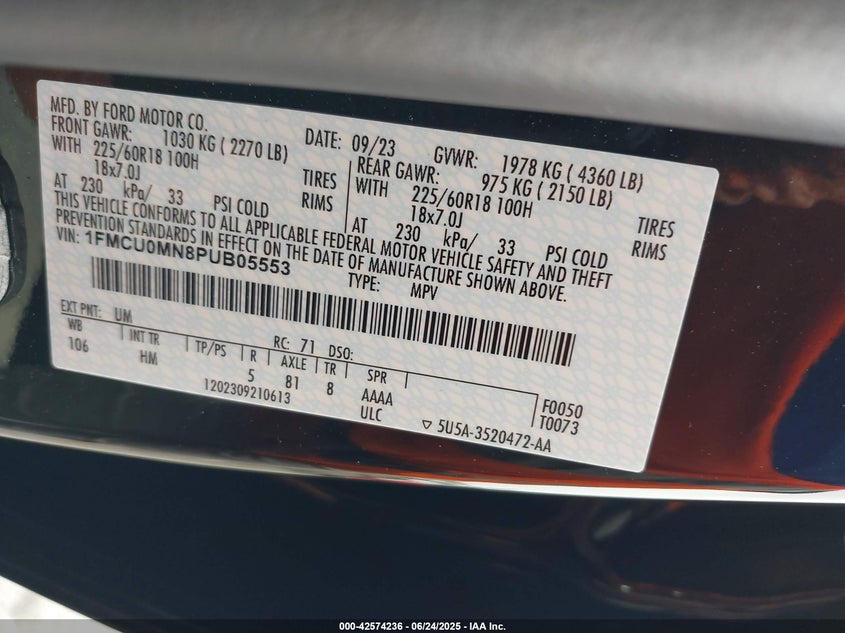 MFD. BY FORD MOTOR CO.
DATE: 09/23 GVWR: 1978 KG ( 4360 LB)
FRONT GAWR: 1030 KG ( 2270 LB) REAR GAWR: 975 KG ( 2150 LB)
WITH 225/60R18 100H TIRES WITH 225/60R18 100H TIRES
18x7.0J RIMS 18x7.0J RIMS
AT 230 kPa/ 33 PSI COLD AT 230 kPa/ 33 PSI COLD
THIS VEHICLE CONFORMS TO ALL APPLICABLE FEDERAL MOTOR VEHICLE SAFETY AND THEFT
PREVENTION STANDARDS IN EFFECT ON THE DATE OF MANUFACTURE SHOWN ABOVE.
VIN: 1FMCU0MN8PUB05553
TYPE: MPV
EXT PNT: UM RC: 71 DSO:
WB INT TR TP/PS R AXLE TR SPR
106 HM 5 81 8 AAAA F0050
1202309210613 ULC T0073
5U5A-3520472-AA
000-42574236 - 06/24/2025 - IAA Inc.